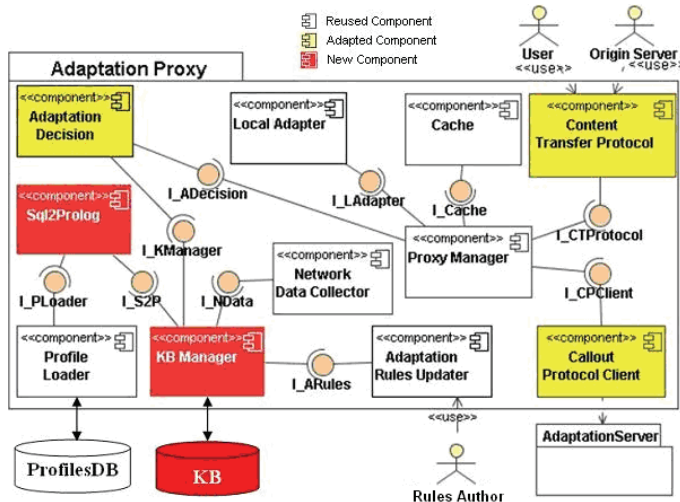 Reused Component
Adapted Component
New Component
User
Origin Server
<<use>>
<<use>>
Adaptation Proxy
<<component>>
Adaptation
Decision
<<component>>
Local Adapter
<<component>>
Cache
<<component>>
Content
Transfer Protocol
I_ADecision
I_LAdapter
I_Cache
<<component>>
Sql2Prolog
I_KManager
<<component>>
Proxy Manager
I_CTProtocol
<<component>>
Network
Data Collector
I_PLoader
I_S2P
I_NData
I_CPClient
<<component>>
Profile
Loader
<<component>>
KB Manager
I_ARules
<<component>>
Adaptation
Rules Updater
<<component>>
Callout
Protocol Client
<<use>>
ProfilesDB
KB
Rules Author
AdaptationServer